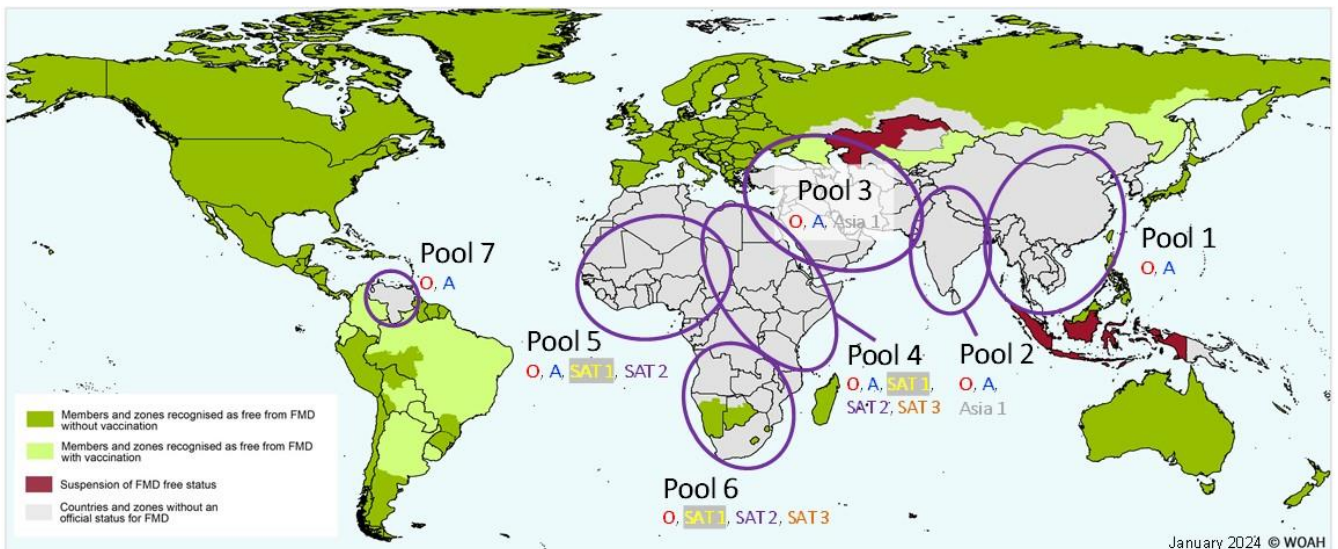 Pool 3
O, A, Asia 1
Pool 1
O, A
Pool 7
O, A
Pool 5
O, A, SAT 1, SAT 2
Pool 4
O, A, SAT 1,
SAT 2, SAT 3
Pool 2
O, A,
Asia 1
Pool 6
O, SAT 1, SAT 2, SAT 3
Members and zones recognised as free from FMD
without vaccination
Members and zones recognised as free from FMD
with vaccination
Suspension of FMD free status
Countries and zones without an
official status for FMD
January 2024 © WOAH